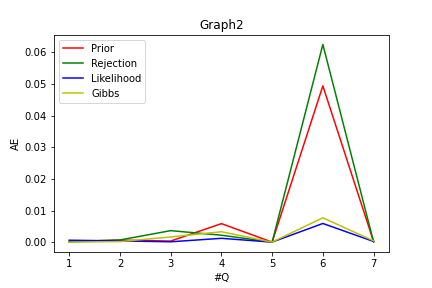 Graph2
Prior
Rejection
Likelihood
Gibbs
AE
0.06
0.05
0.04
0.03
0.02
0.01
0.00
1 2 3 4 5 6 7
#Q